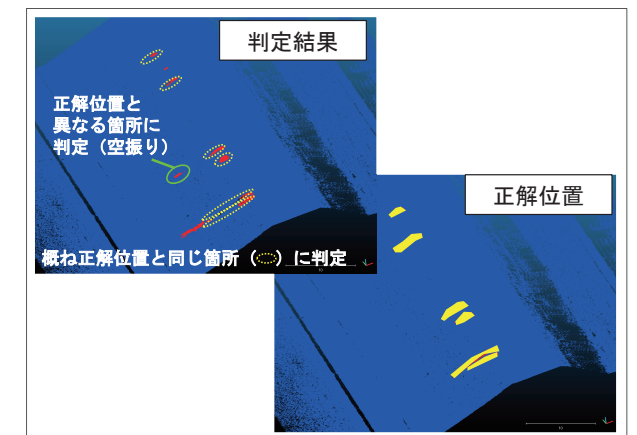 判定結果
正解位置と
異なる箇所に
判定（空振り）
概ね正解位置と同じ箇所（　）に判定
正解位置
10